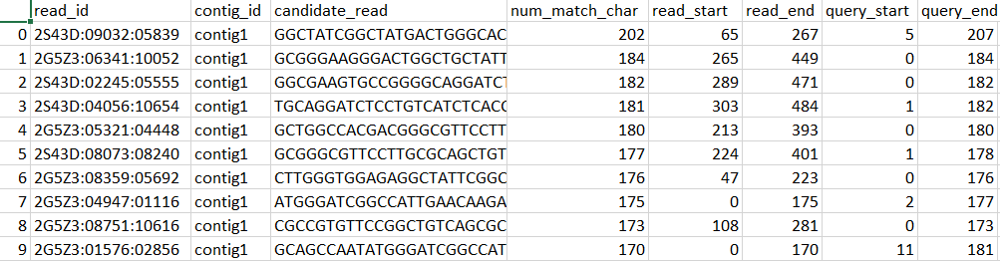 read_id contig_id candidate_read num_match_char read_start read_end query_start query_end
0 2S43D:09032:05839 contig1 GGCTATCGGCTATGACTGGGCAC 202 65 267 5 207
1 2G5Z3:06341:10052 contig1 GCGGGAAGGGACTGGCTGCTATT 184 265 449 0 184
2 2S43D:02245:05555 contig1 GGCGAAGTGCCGGGGCAGGATCT 182 289 471 0 182
3 2S43D:04056:10654 contig1 TGCAGGATCTCCTGTCATCTCACC 181 303 484 1 182
4 2G5Z3:05321:04448 contig1 GCTGGCCACGACGGGCGTTCCTT 180 213 393 0 180
5 2S43D:08073:08240 contig1 GCGGGCGTTCCTTGCGCAGCTGT 177 224 401 1 178
6 2G5Z3:08359:05692 contig1 CTTGGGTGGAGAGGCTATTCGGC 176 47 223 0 176
7 2G5Z3:04947:01116 contig1 ATGGGATCGGCCATTGAACAAGA 175 0 175 2 177
8 2G5Z3:08751:10616 contig1 CGCCGTGTTCCGGCTGTCAGCGC 173 108 281 0 173
9 2G5Z3:01576:02856 contig1 GCAGCCAATATGGGATCGGCCAT 170 0 170 11 181